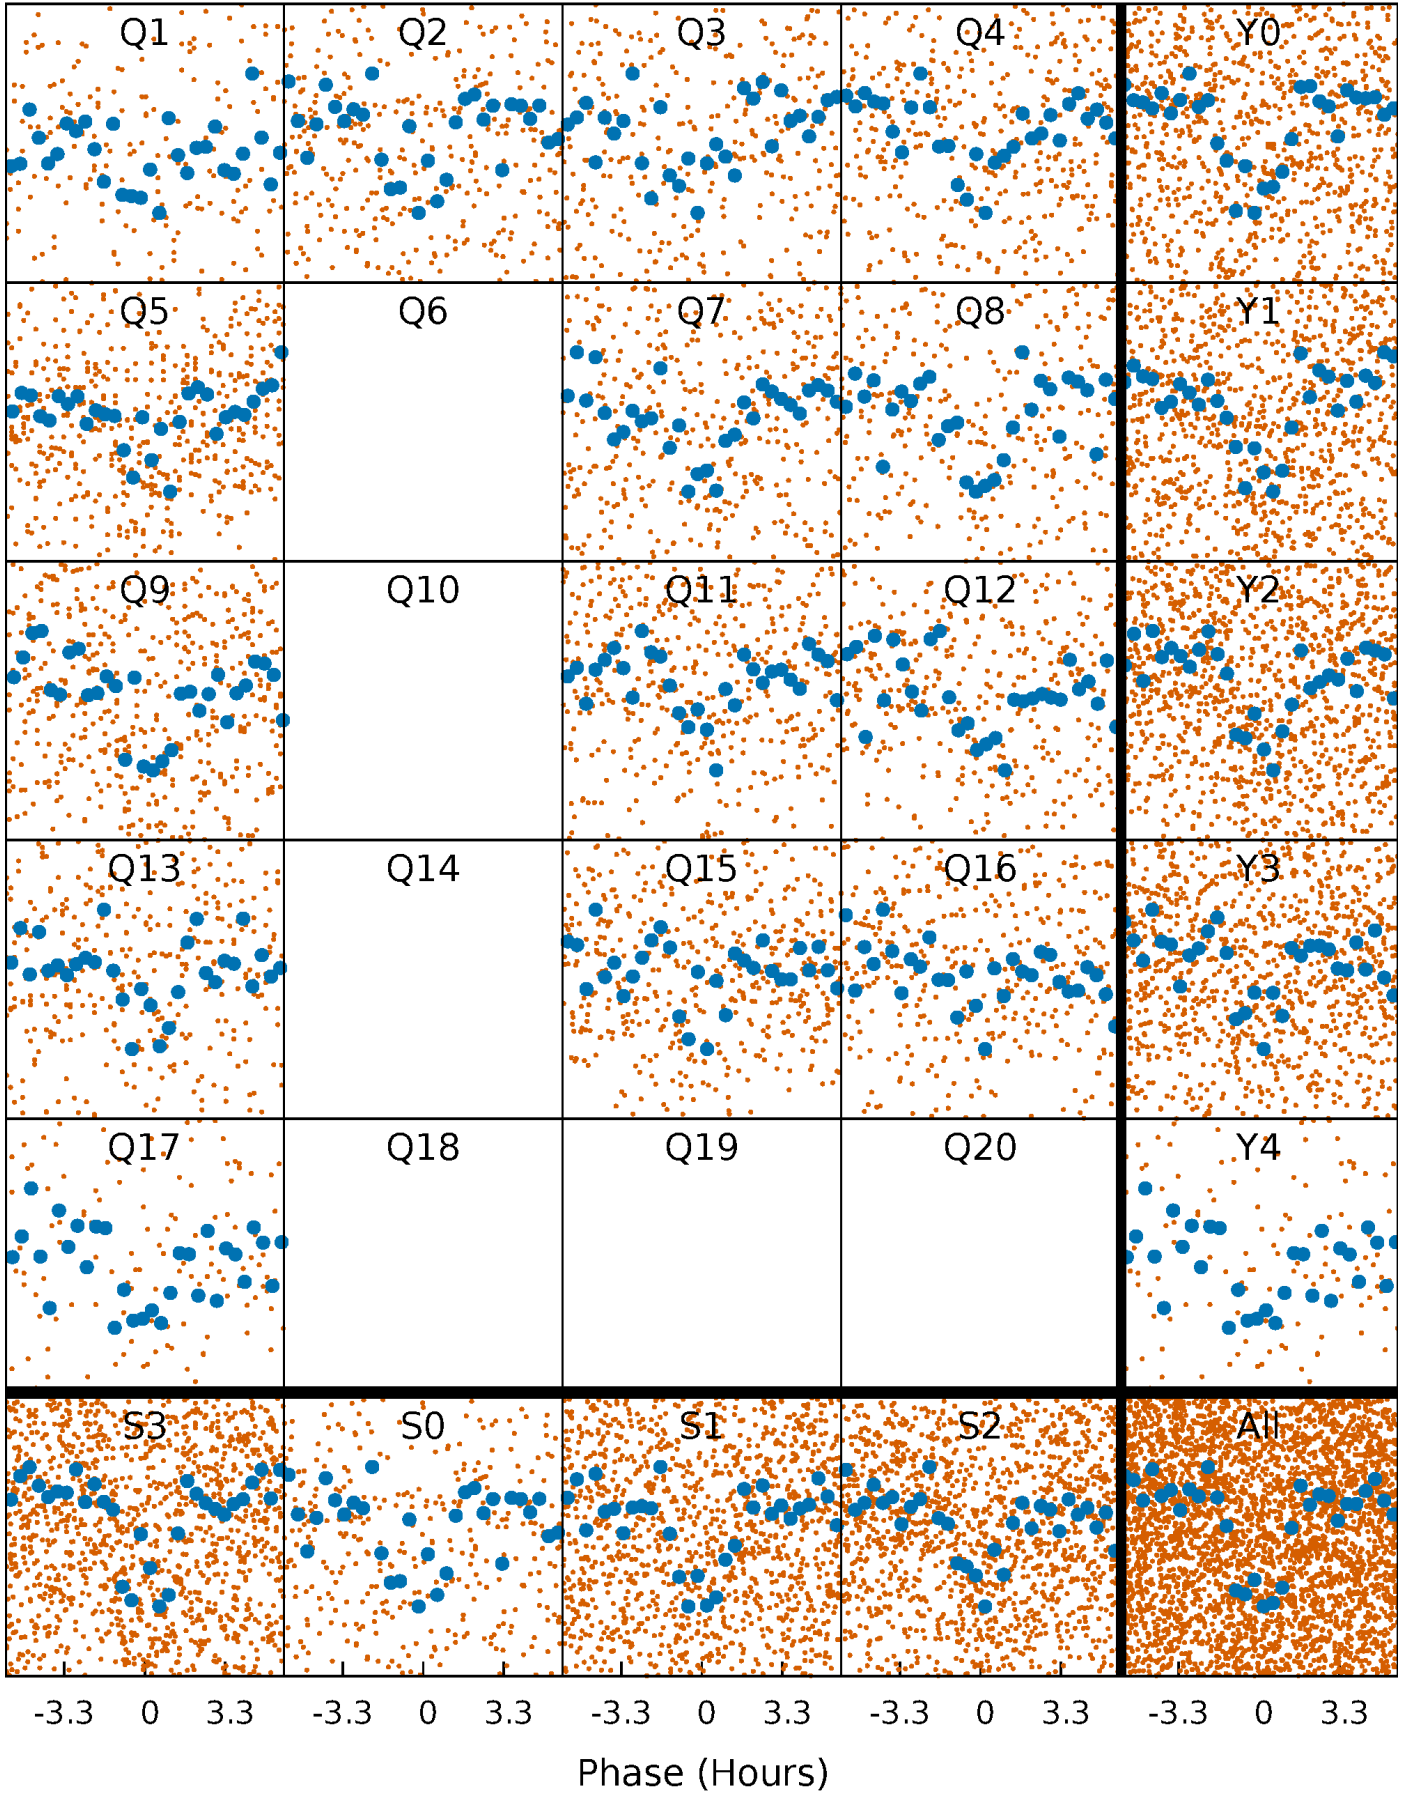 Q1 Q2 Q3 Q4 Y0
Q5 Q6 Q7 Q8 Y1
Q9 Q10 Q11 Q12 Y2
Q13 Q14 Q15 Q16 Y3
Q17 Q18 Q19 Q20 Y4
S3 S0 S1 S2 All
-3.3 0 3.3 -3.3 0 3.3 -3.3 0 3.3 -3.3 0 3.3 -3.3 0 3.3
Phase (Hours)